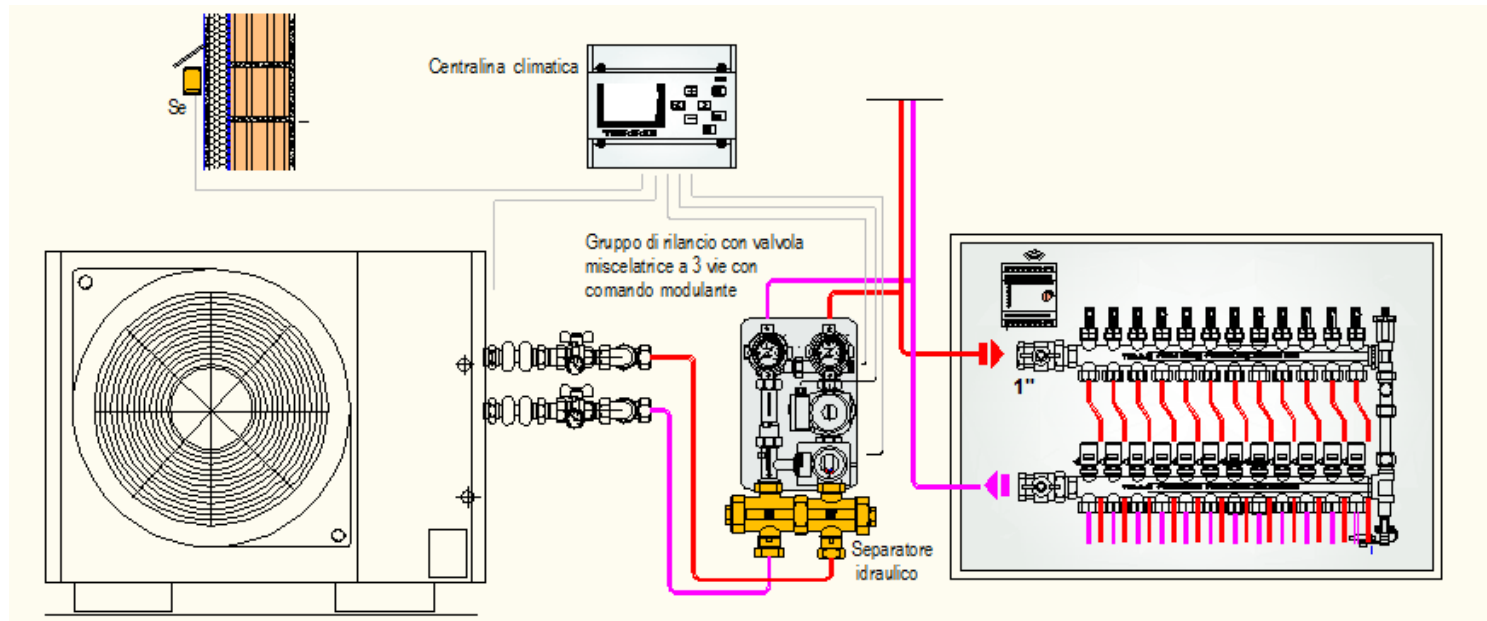 Centralina climatica
Se
Gruppo di rilancio con valvola
miscelatrice a 3 vie con
comando modulante
1"
Separatore
idraulico